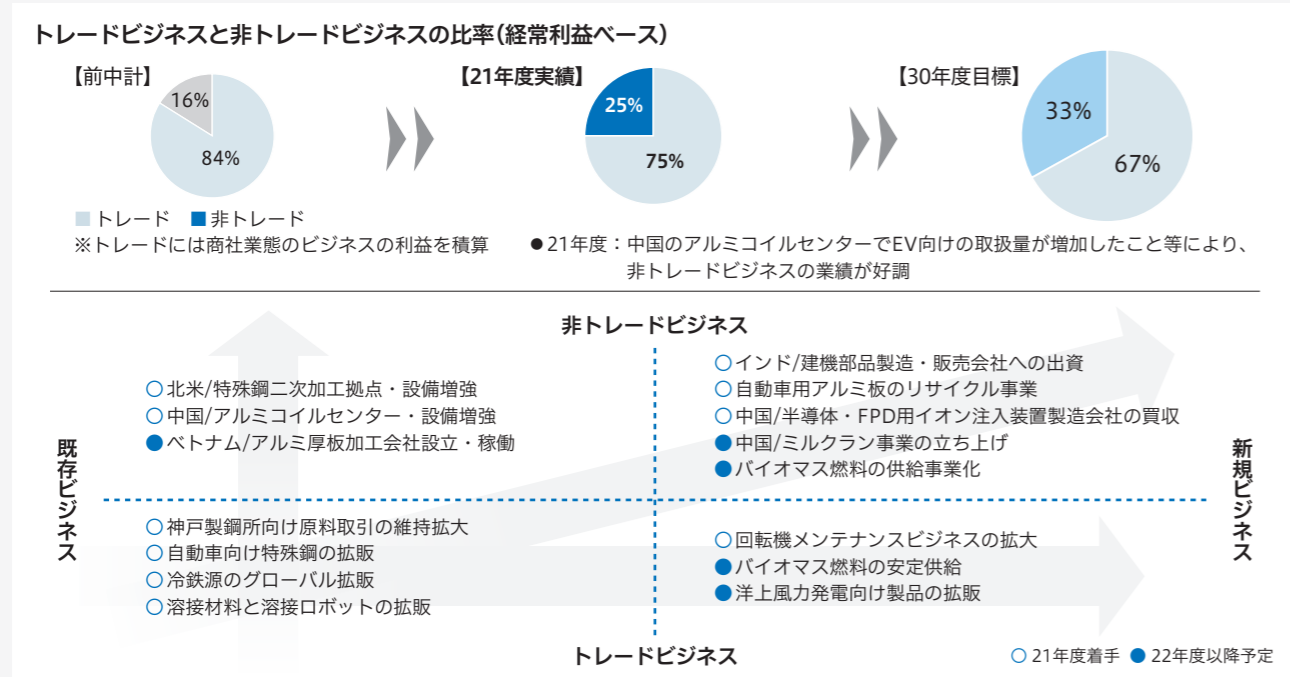 トレードビジネスと非トレードビジネスの比率(経常利益ベース)
【前中計】
16%
84%
【21年度実績】
25%
75%
【30年度目標】
33%
67%
■トレード ■非トレード
※トレードには商社業態のビジネスの利益を積算
●21年度:中国のアルミコイルセンターでEV向けの取扱量が増加したこと等により、
非トレードビジネスの業績が好調
非トレードビジネス
既存ビジネス
○北米/特殊鋼二次加工拠点・設備増強
○中国/アルミコイルセンター・設備増強
●ベトナム/アルミ厚板加工会社設立・稼働
○インド/建機部品製造・販売会社への出資
○自動車用アルミ板のリサイクル事業
○中国/半導体・FPD用イオン注入装置製造会社の買収
●中国/ミルクラン事業の立ち上げ
●バイオマス燃料の供給事業化
新規ビジネス
○神戸製鋼所向け原料取引の維持拡大
○自動車向け特殊鋼の拡販
○冷鉄源のグローバル拡販
○溶接材料と溶接ロボットの拡販
○回転機メンテナンスビジネスの拡大
●バイオマス燃料の安定供給
●洋上風力発電向け製品の拡販
トレードビジネス
○21年度着手 ●22年度以降予定